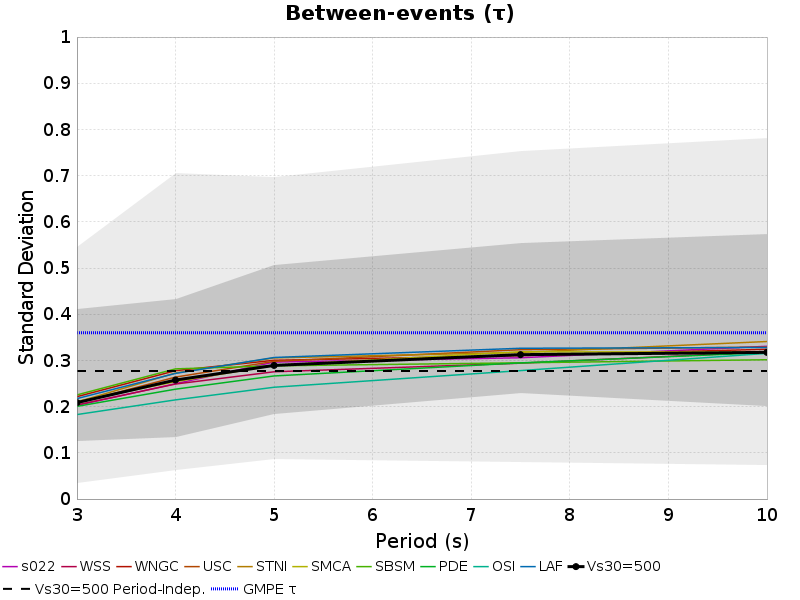 Between-events (τ)
1
0.9
0.8
0.7
0.6
0.5
0.4
0.3
0.2
0.1
0
Standard Deviation
3 4 5 6 7 8 9 10
Period (s)
s022 WSS WNGC USC STNI SMCA SBSM PDE OSI LAF Vs30=500
Vs30=500 Period-Indep. GMPE τ